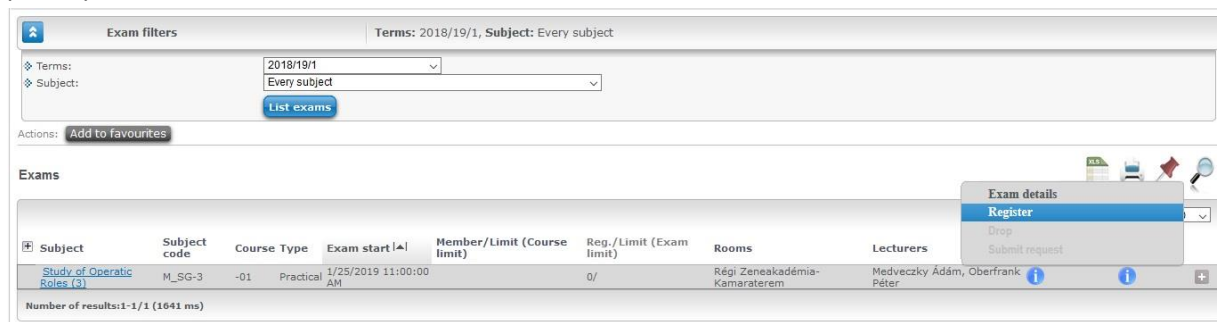 Exam filters Terms: 2018/19/1, Subject: Every subject
Terms: 2018/19/1
Subject: Every subject
List exams
Actions: Add to favourites
Exams
XLS
Exam details
Register
Drop
Submit request
Subject Subject code Course Type Exam start Member/Limit (Course limit) Reg./Limit (Exam limit) Rooms Lecturers
Study of Operatic Roles (3) M_SG-3 -01 Practical 1/25/2019 11:00:00 AM 0/ Régi Zeneakadémia-Kamaraterem Medveczky Ádám, Oberfrank Péter
Number of results:1-1/1 (1641 ms)